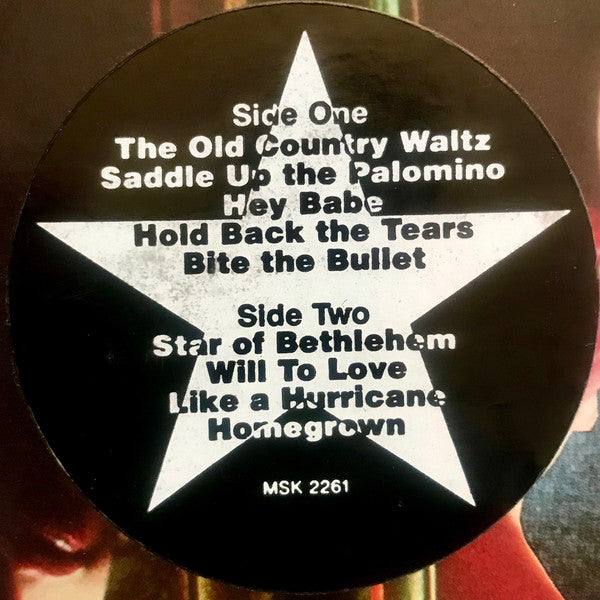 Side One
The Old Country Waltz
Saddle Up the Palomino
Hey Babe
Hold Back the Tears
Bite the Bullet
Side Two
Star of Bethlehem
Will To Love
Like a Hurricane
Homegrown
MSK 2261